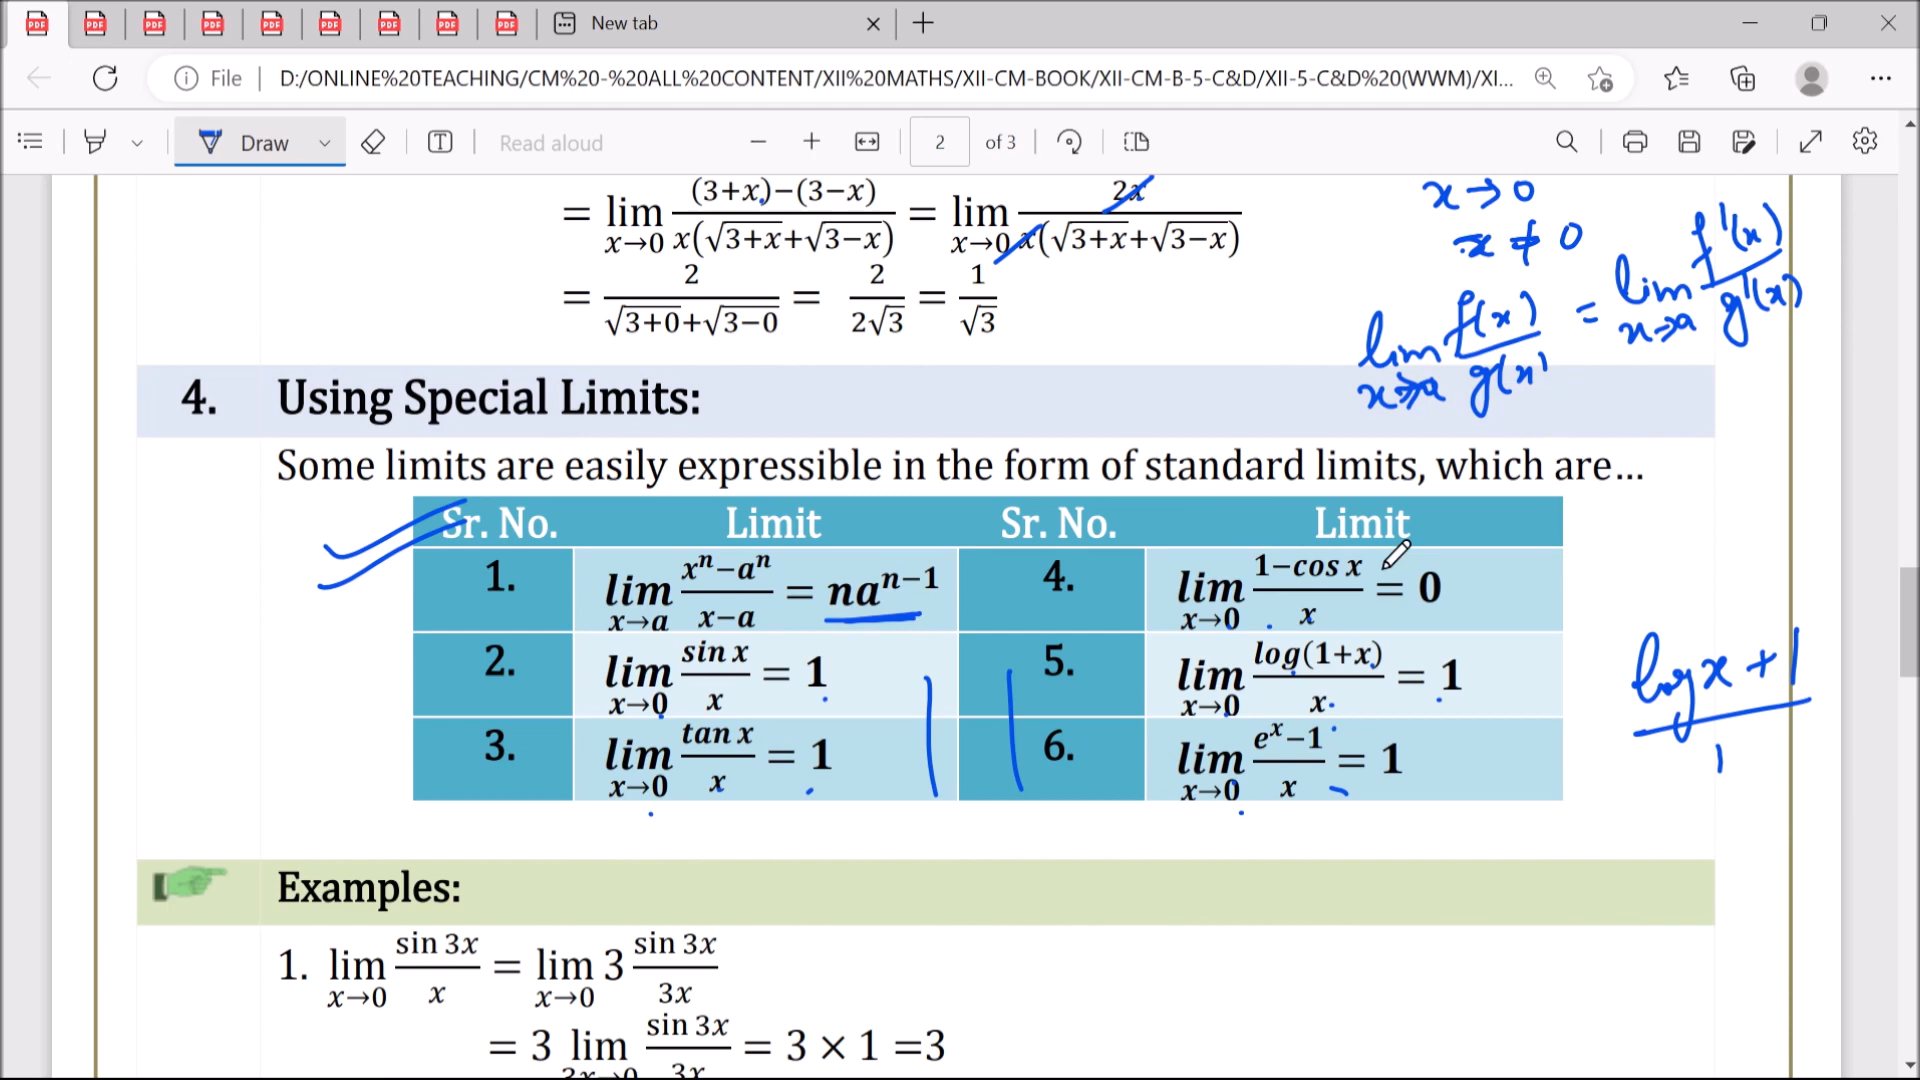 New tab
File | D:/ONLINE%20TEACHING/CM%20-%20ALL%20CONTENT/XII%20MATHS/XII-CM-BOOK/XII-CM-B-5-C&D/XII-5-C&D%20(WWM)/XI...
Draw
Read aloud
2 of 3
= lim x→0 (3+x)−(3−x) / x(√3+x+√3−x) = lim x→0 2x / x(√3+x+√3−x)
= 2 / √3+0+√3−0 = 2 / 2√3 = 1 / √3
x→0
x ≠ 0
lim x→a f(x) / g(x) = lim x→a f'(x) / g'(x)
4. Using Special Limits:
Some limits are easily expressible in the form of standard limits, which are...
Sr. No. Limit Sr. No. Limit
1. lim x→a xⁿ−aⁿ / x−a = naⁿ⁻¹ 4. lim x→0 1−cos x / x = 0
2. lim x→0 sin x / x = 1 5. lim x→0 log(1+x) / x = 1
3. lim x→0 tan x / x = 1 6. lim x→0 eˣ−1 / x = 1
log x + 1 / 1
Examples:
1. lim x→0 sin 3x / x = lim x→0 3 sin 3x / 3x
= 3 lim 3x→0 sin 3x / 3x = 3 × 1 =3